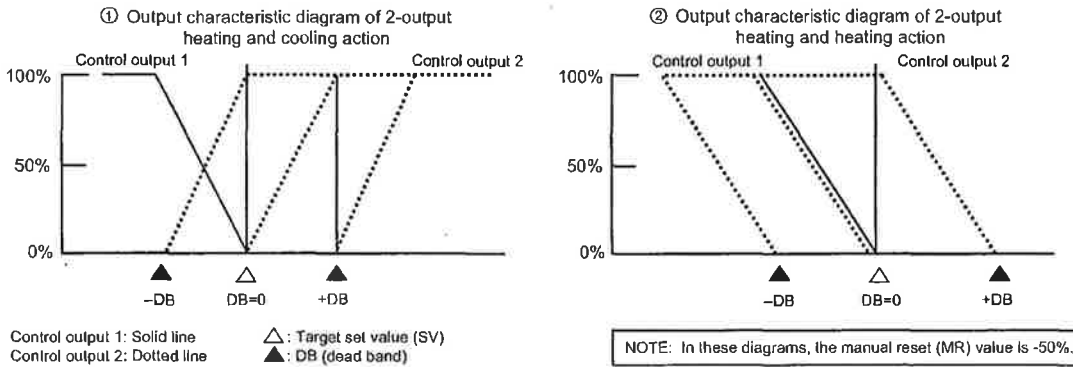 ① Output characteristic diagram of 2-output
heating and cooling action
Control output 1
Control output 2
100%
50%
0%
–DB
DB=0
+DB
Control output 1: Solid line
Control output 2: Dotted line
△: Target set value (SV)
▲: DB (dead band)
② Output characteristic diagram of 2-output
heating and heating action
Control output 1
Control output 2
100%
50%
0%
–DB
DB=0
+DB
NOTE: In these diagrams, the manual reset (MR) value is -50%.